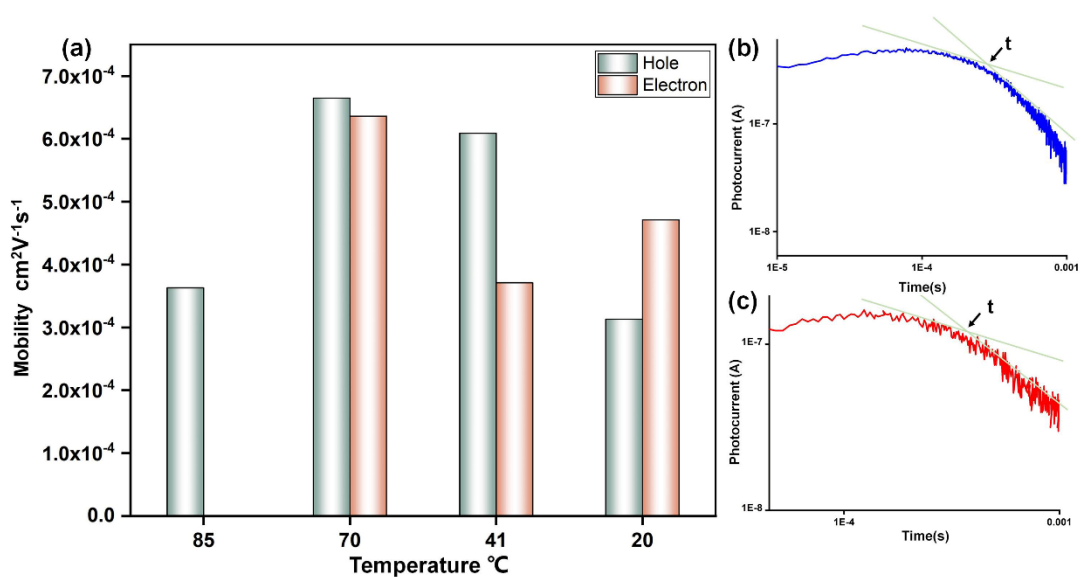 (a)
Hole
Electron
7.0x10-4
6.0x10-4
5.0x10-4
4.0x10-4
3.0x10-4
2.0x10-4
1.0x10-4
0.0
Mobility cm2V-1s-1
85 70 41 20
Temperature ℃
(b)
t
Photocurrent (A)
1E-7
1E-8
1E-5 1E-4 0.001
Time(s)
(c)
t
Photocurrent (A)
1E-7
1E-8
1E-4 0.001
Time(s)